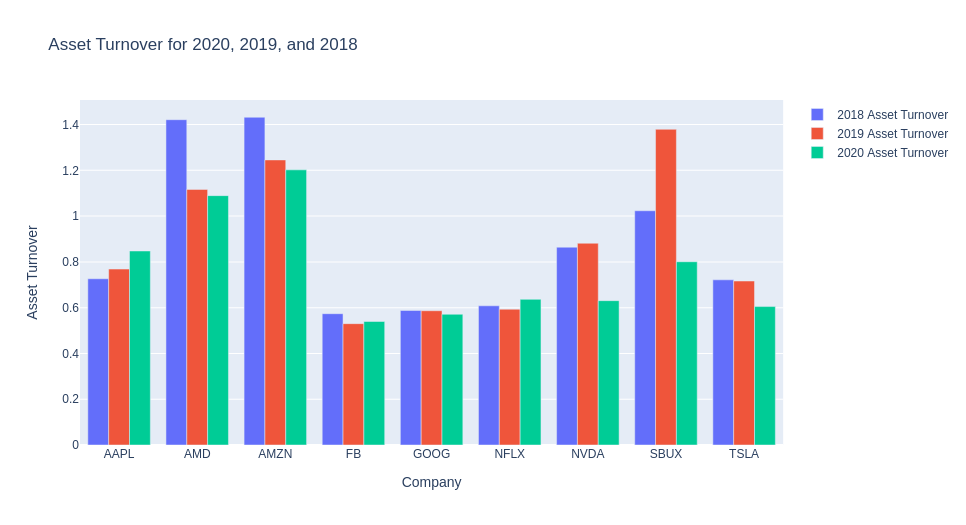 Asset Turnover for 2020, 2019, and 2018
2018 Asset Turnover
2019 Asset Turnover
2020 Asset Turnover
Asset Turnover
1.4
1.2
1
0.8
0.6
0.4
0.2
0
AAPL AMD AMZN FB GOOG NFLX NVDA SBUX TSLA
Company